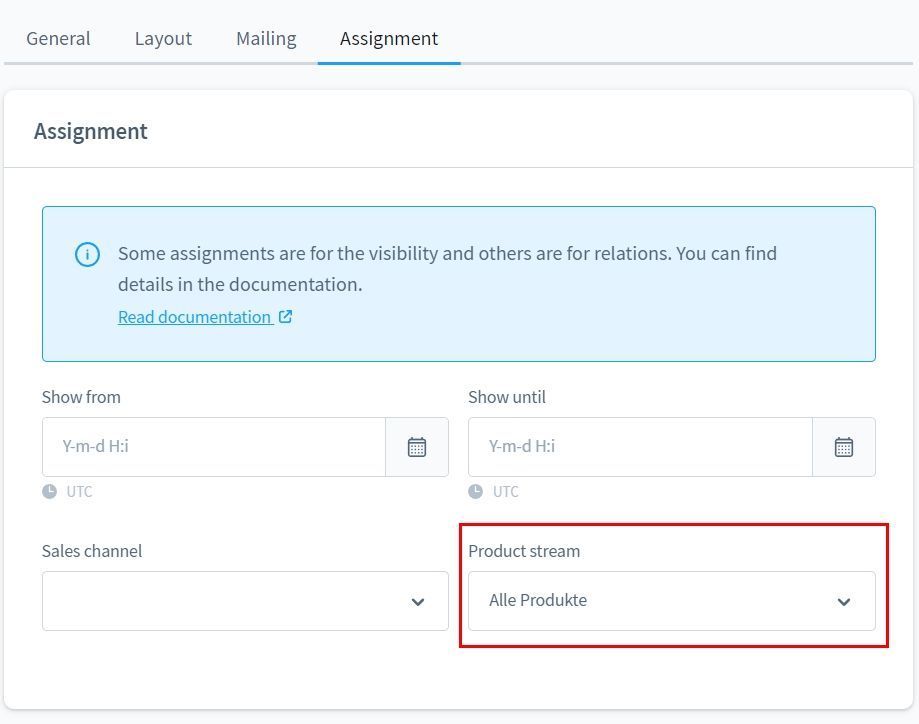 General Layout Mailing Assignment
Assignment
Some assignments are for the visibility and others are for relations. You can find
details in the documentation.
Read documentation
Show from
Show until
Y-m-d H:i
Y-m-d H:i
UTC
UTC
Sales channel
Product stream
Alle Produkte